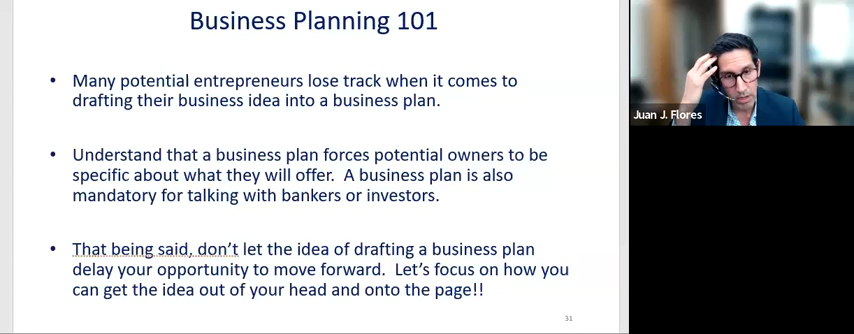 Business Planning 101
• Many potential entrepreneurs lose track when it comes to
drafting their business idea into a business plan.
• Understand that a business plan forces potential owners to be
specific about what they will offer.  A business plan is also
mandatory for talking with bankers or investors.
• That being said, don’t let the idea of drafting a business plan
delay your opportunity to move forward.  Let’s focus on how you
can get the idea out of your head and onto the page!!
31
Juan J. Flores